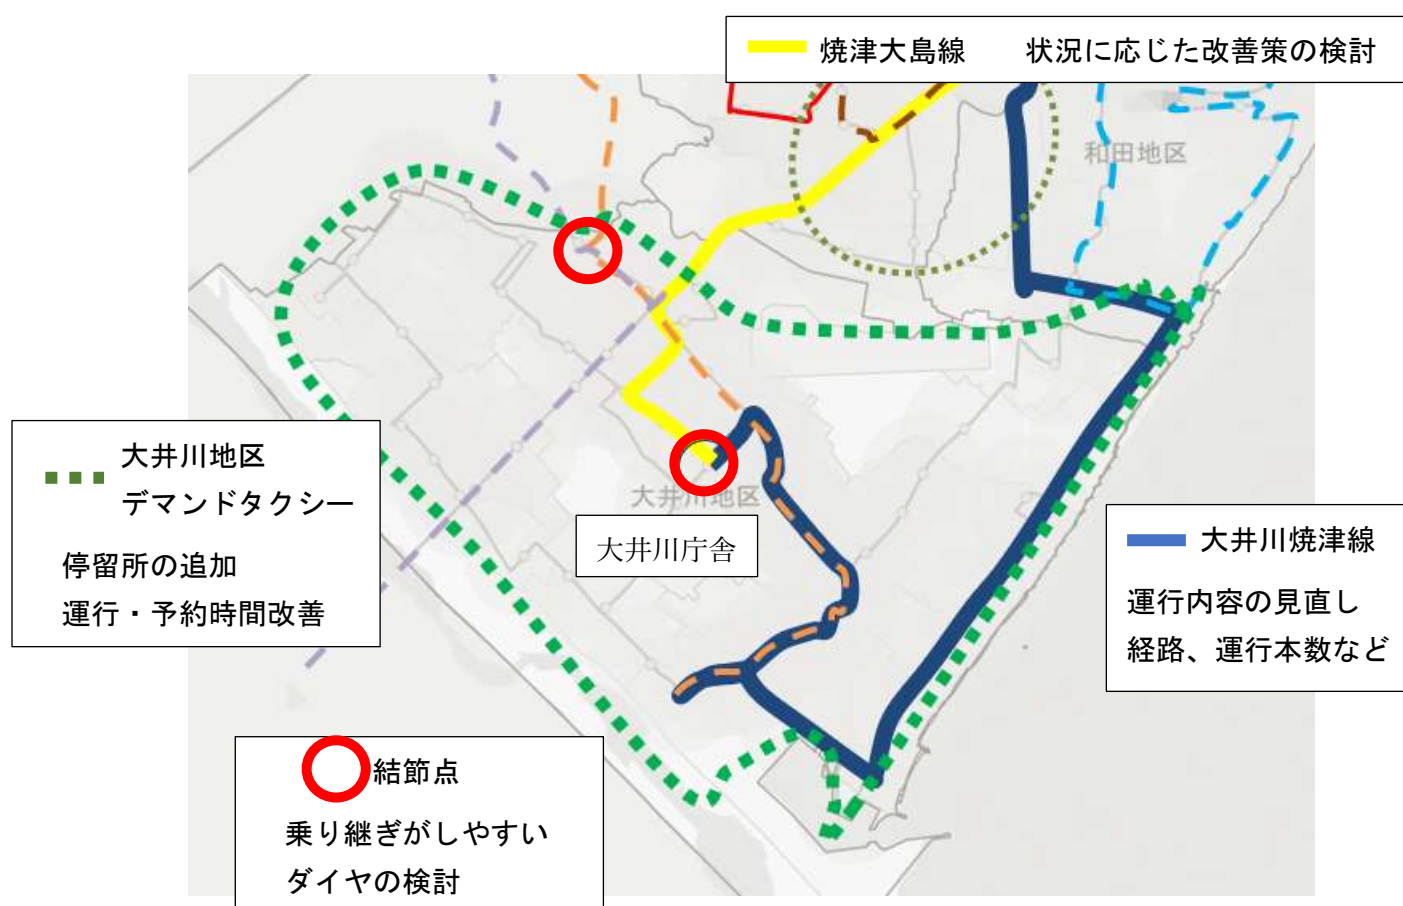 焼津大島線　状況に応じた改善策の検討
和田地区
大井川地区
デマンドタクシー
停留所の追加
運行・予約時間改善
大井川地区
大井川庁舎
大井川焼津線
運行内容の見直し
経路、運行本数など
結節点
乗り継ぎがしやすい
ダイヤの検討